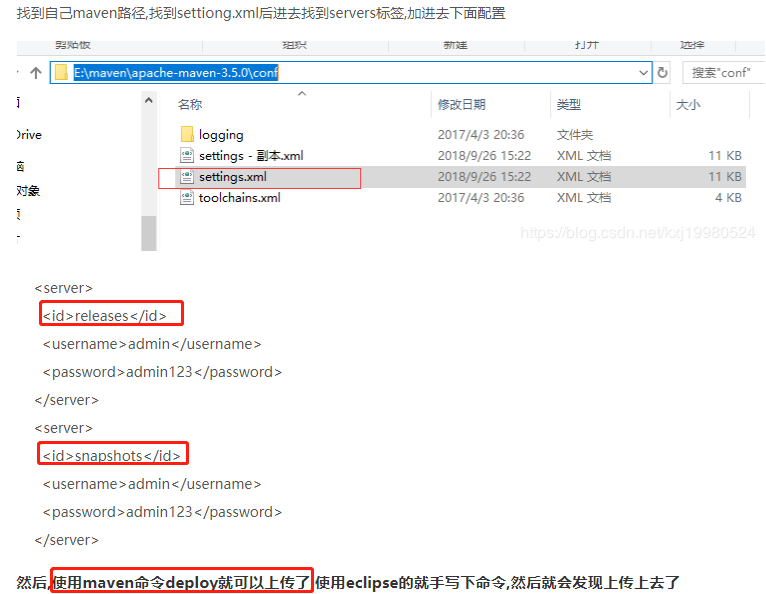 找到自己maven路径,找到settiong.xml后进去找到servers标签,加进去下面配置
剪贴板 组织 新建 打开 选择
E:\maven\apache-maven-3.5.0\conf 搜索"conf"
名称 修改日期 类型 大小
Drive logging 2017/4/3 20:36 文件夹
settings - 副本.xml 2018/9/26 15:22 XML 文档 11 KB
对象 settings.xml 2018/9/26 15:22 XML 文档 11 KB
toolchains.xml 2017/4/3 20:36 XML 文档 4 KB
https://blog.csdn.net/kxj19980524
<server>
<id>releases</id>
<username>admin</username>
<password>admin123</password>
</server>
<server>
<id>snapshots</id>
<username>admin</username>
<password>admin123</password>
</server>
然后,使用maven命令deploy就可以上传了,使用eclipse的就手写下命令,然后就会发现上传上去了